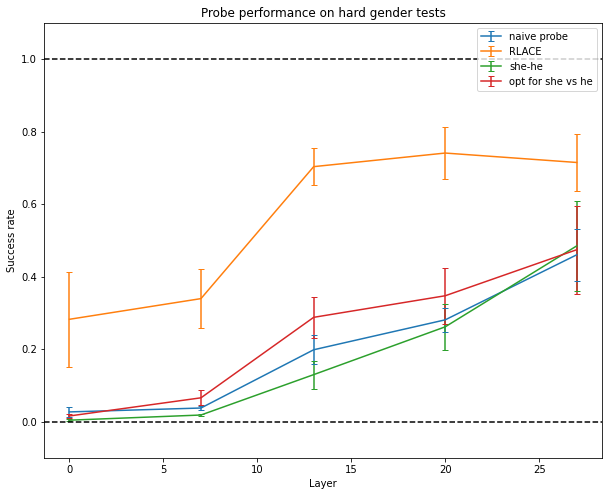 Probe performance on hard gender tests
naive probe
RLACE
she-he
opt for she vs he
1.0
0.8
0.6
0.4
0.2
0.0
Success rate
0 5 10 15 20 25
Layer